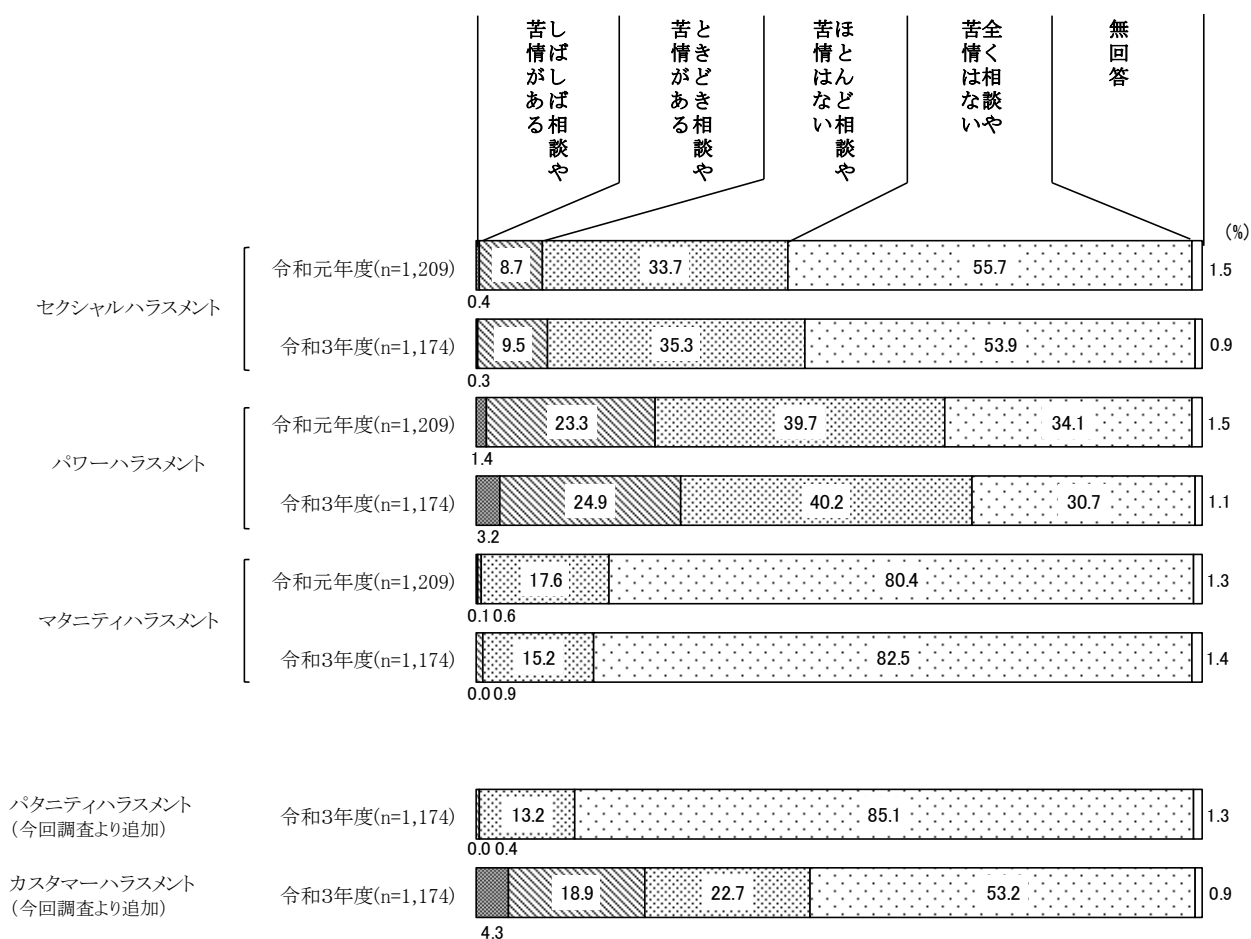 しばしば相談や
苦情がある
ときどき相談や
苦情がある
ほとんど相談や
苦情はない
全く相談や
苦情はない
無回答
(%)
セクシャルハラスメント
令和元年度(n=1,209)
8.7
33.7
55.7
1.5
0.4
令和3年度(n=1,174)
9.5
35.3
53.9
0.9
0.3
パワーハラスメント
令和元年度(n=1,209)
23.3
39.7
34.1
1.5
1.4
令和3年度(n=1,174)
24.9
40.2
30.7
1.1
3.2
マタニティハラスメント
令和元年度(n=1,209)
17.6
80.4
1.3
0.1 0.6
令和3年度(n=1,174)
15.2
82.5
1.4
0.0 0.9
パタニティハラスメント
（今回調査より追加）
令和3年度(n=1,174)
13.2
85.1
1.3
0.0 0.4
カスタマーハラスメント
（今回調査より追加）
令和3年度(n=1,174)
18.9
22.7
53.2
0.9
4.3